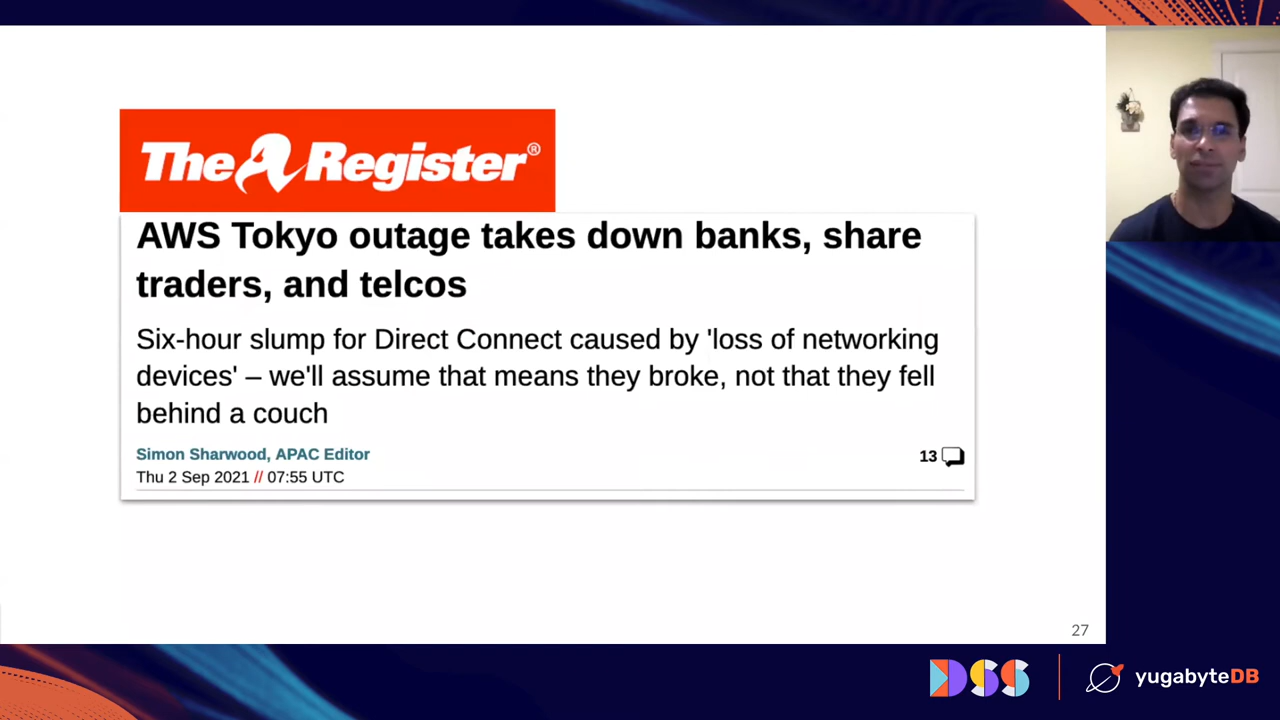 The Register®
AWS Tokyo outage takes down banks, share
traders, and telcos
Six-hour slump for Direct Connect caused by 'loss of networking
devices' – we'll assume that means they broke, not that they fell
behind a couch
Simon Sharwood, APAC Editor
13
Thu 2 Sep 2021 // 07:55 UTC
27
DSS
yugabyteDB